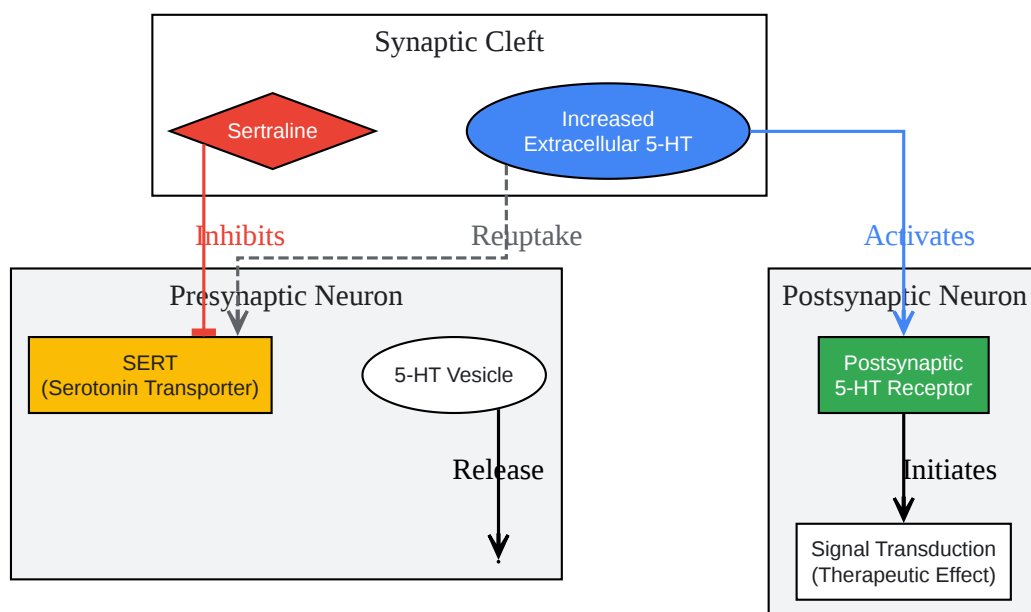 Synaptic Cleft
Sertraline
Increased
Extracellular 5-HT
Inhibits
Reuptake
Activates
Presynaptic Neuron
Postsynaptic Neuron
SERT
(Serotonin Transporter)
5-HT Vesicle
Postsynaptic
5-HT Receptor
Release
Initiates
Signal Transduction
(Therapeutic Effect)